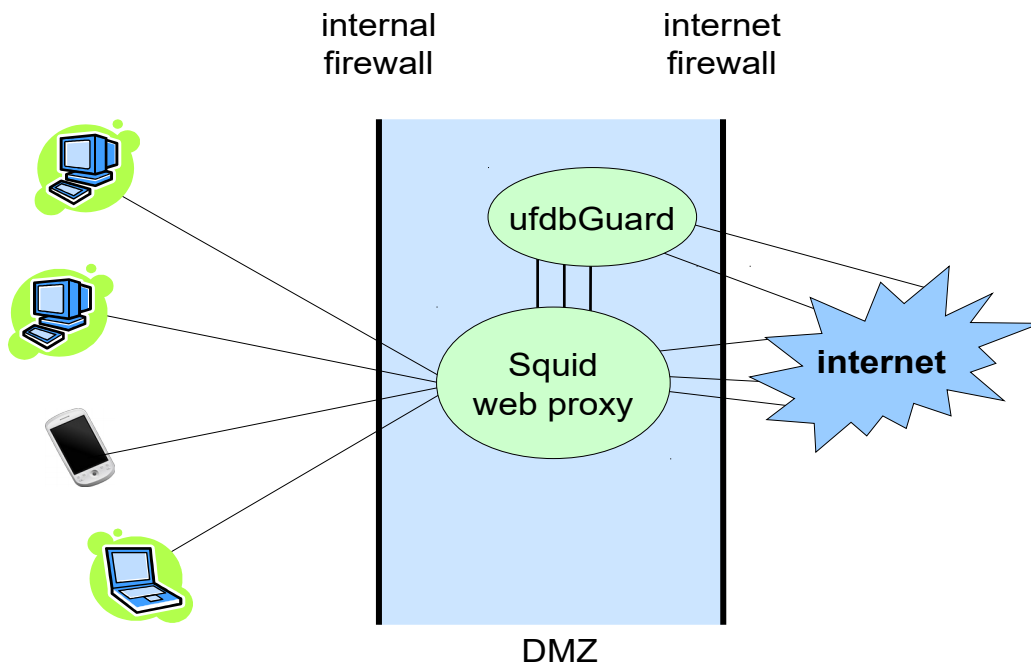 internal
firewall
internet
firewall
ufdbGuard
Squid
web proxy
internet
DMZ